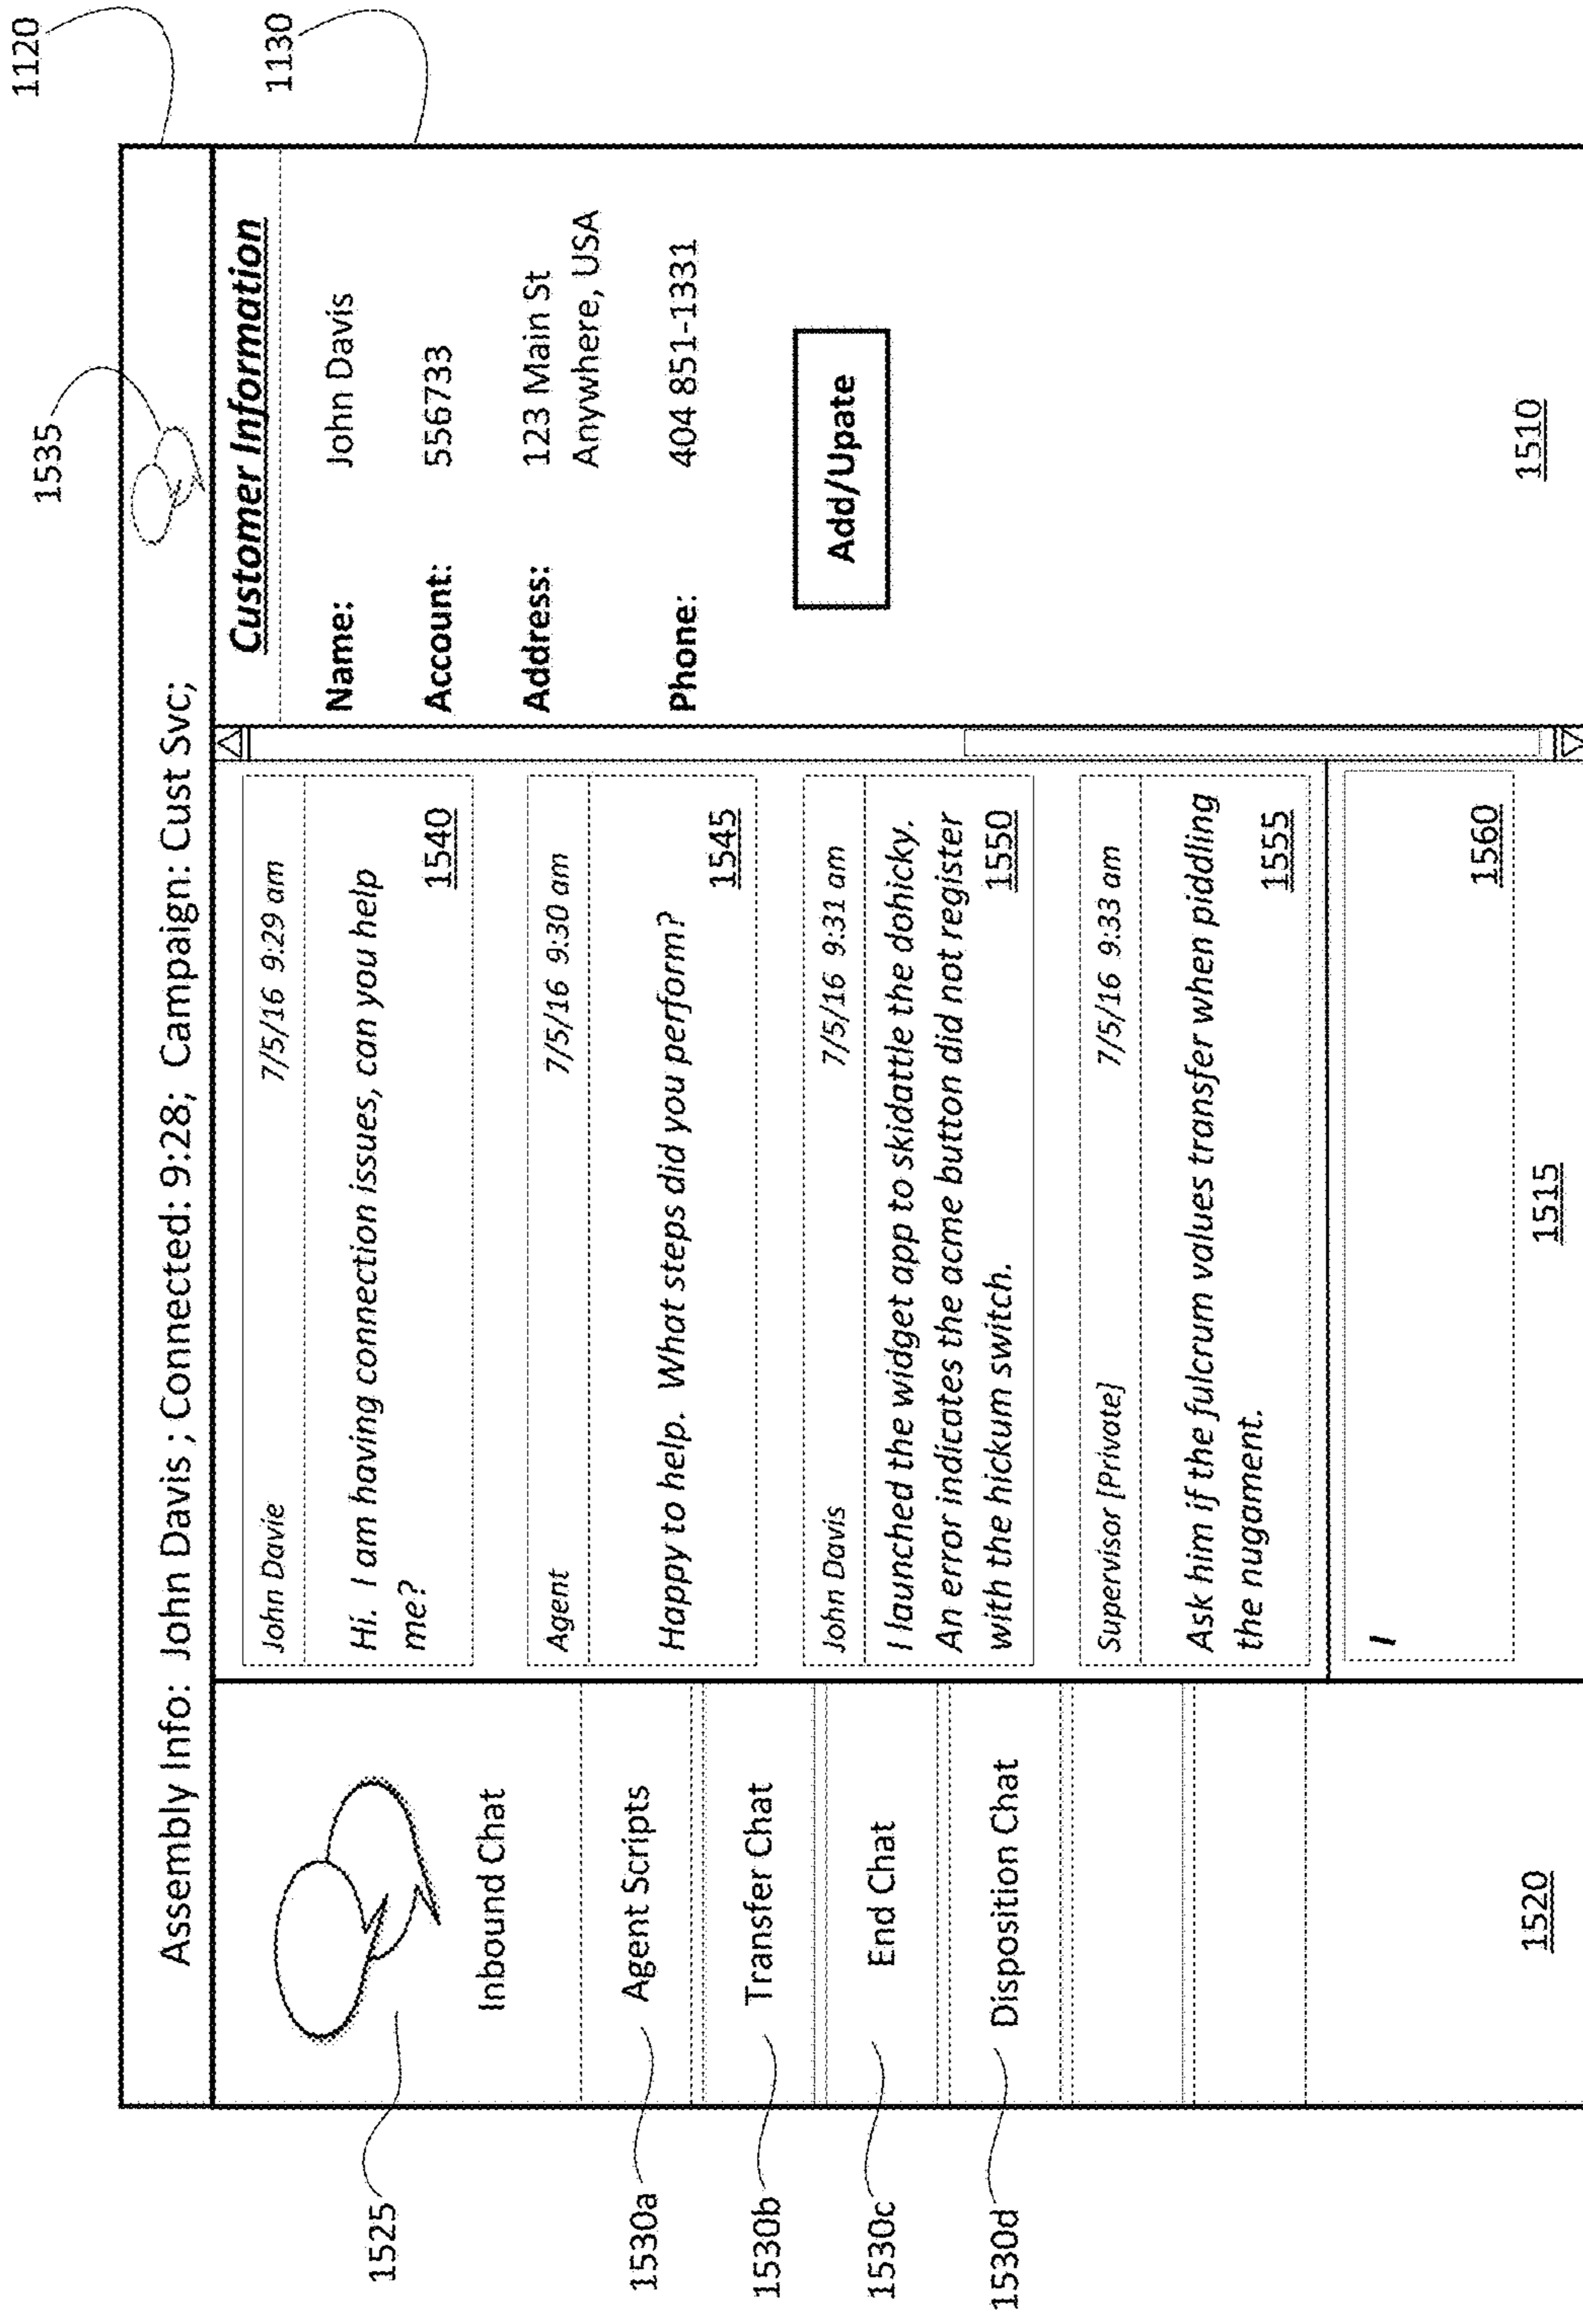 1120
1535
1130
Assembly Info: John Davis ; Connected: 9:28; Campaign: Cust Svc;
1525
Inbound Chat
1530a
Agent Scripts
1530b
Transfer Chat
1530c
End Chat
1530d
Disposition Chat
1520
John Davie 7/5/16 9:29 am
Hi. I am having connection issues, can you help
me?
1540
Agent 7/5/16 9:30 am
Happy to help. What steps did you perform?
1545
John Davis 7/5/16 9:31 am
I launched the widget app to skidattle the dohicky.
An error indicates the acme button did not register
with the hickum switch. 1550
Supervisor [Private] 7/5/16 9:33 am
Ask him if the fulcrum values transfer when piddling
the nugament. 1555
I
1560
1515
Customer Information
Name: John Davis
Account: 556733
Address: 123 Main St
Anywhere, USA
Phone: 404 851-1331
Add/Upate
1510